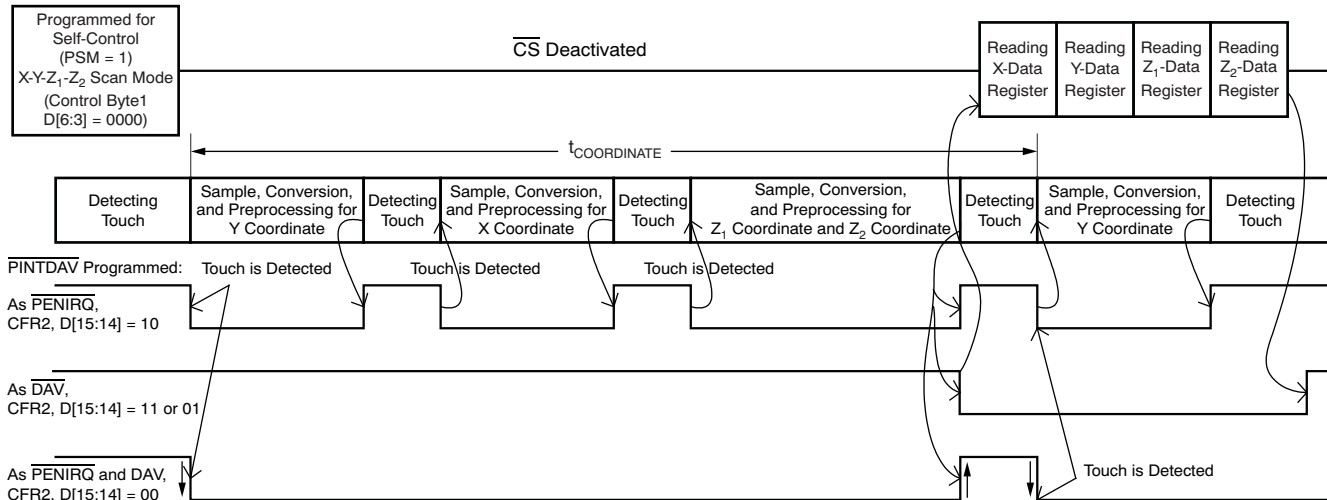 Programmed for
Self-Control
(PSM = 1)
X-Y-Z1-Z2 Scan Mode
(Control Byte1
D[6:3] = 0000)
CS Deactivated
Reading
X-Data
Register
Reading
Y-Data
Register
Reading
Z1-Data
Register
Reading
Z2-Data
Register
tCOORDINATE
Detecting
Touch
Sample, Conversion,
and Preprocessing for
Y Coordinate
Detecting
Touch
Sample, Conversion,
and Preprocessing for
X Coordinate
Detecting
Touch
Sample, Conversion,
and Preprocessing for
Z1 Coordinate and Z2 Coordinate
Detecting
Touch
Sample, Conversion,
and Preprocessing for
Y Coordinate
Detecting
Touch
PINTDAV Programmed:
Touch is Detected
Touch is Detected
Touch is Detected
As PENIRQ,
CFR2, D[15:14] = 10
As DAV,
CFR2, D[15:14] = 11 or 01
As PENIRQ and DAV,
CFR2, D[15:14] = 00
Touch is Detected